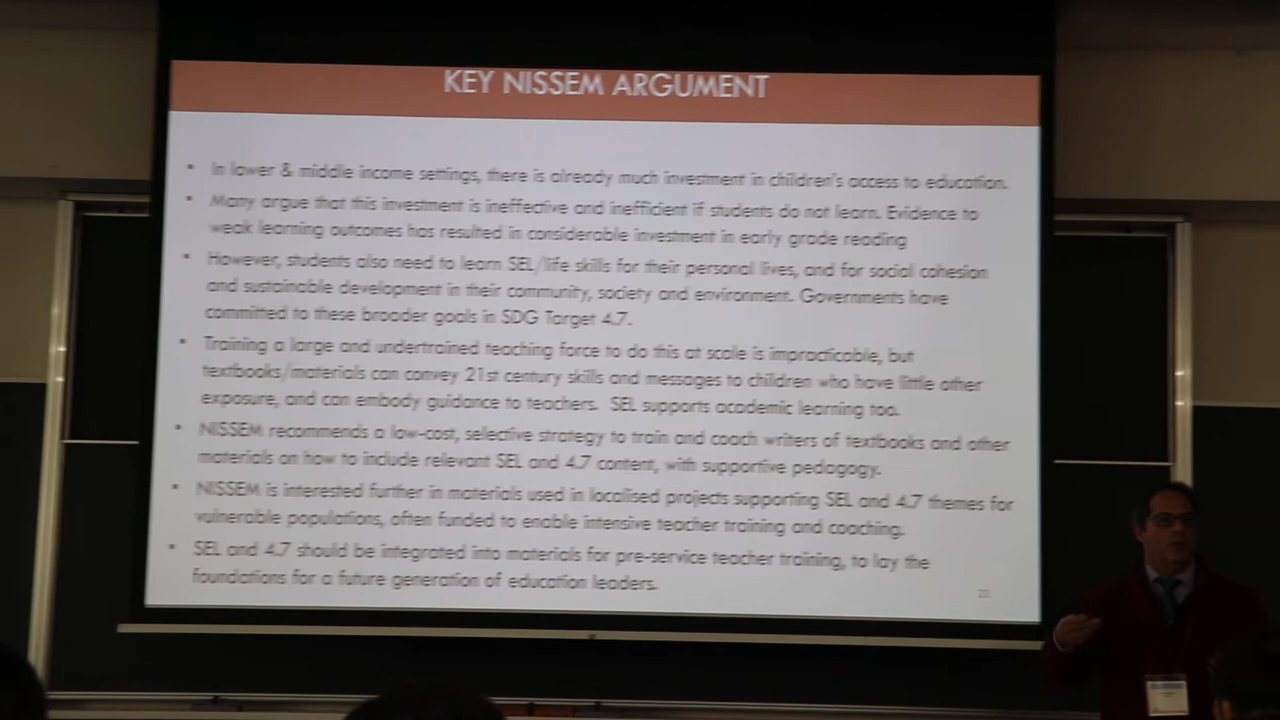 KEY NISSEM ARGUMENT
• In lower & middle income settings, there is already much investment in children's access to education.
• Many argue that this investment is ineffective and inefficient if students do not learn. Evidence to
weak learning outcomes has resulted in considerable investment in early grade reading
• However, students also need to learn SEL/life skills for their personal lives, and for social cohesion
and sustainable development in their community, society and environment. Governments have
committed to these broader goals in SDG Target 4.7.
• Training a large and undertrained teaching force to do this at scale is impracticable, but
textbooks/materials can convey 21st century skills and messages to children who have little other
exposure, and can embody guidance to teachers. SEL supports academic learning too.
• NISSEM recommends a low-cost, selective strategy to train and coach writers of textbooks and other
materials on how to include relevant SEL and 4.7 content, with supportive pedagogy.
• NISSEM is interested further in materials used in localised projects supporting SEL and 4.7 themes for
vulnerable populations, often funded to enable intensive teacher training and coaching.
• SEL and 4.7 should be integrated into materials for pre-service teacher training, to lay the
foundations for a future generation of education leaders.